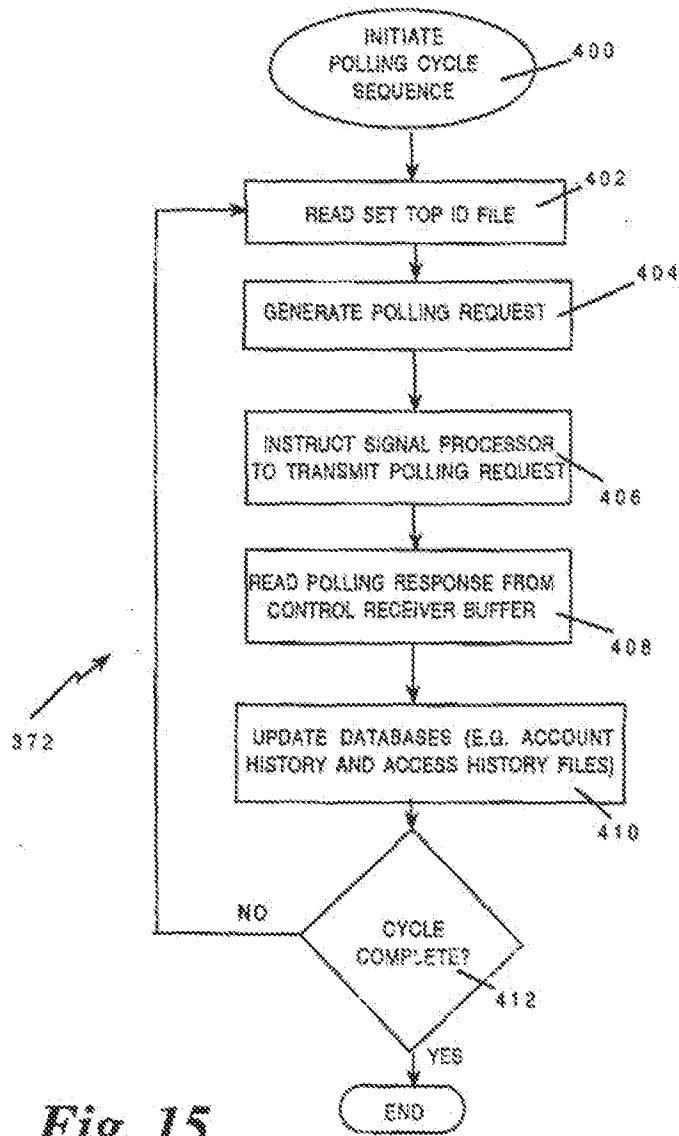 INITIATE
POLLING CYCLE
SEQUENCE
400
402
READ SET TOP ID FILE
404
GENERATE POLLING REQUEST
INSTRUCT SIGNAL PROCESSOR
TO TRANSMIT POLLING REQUEST
406
READ POLLING RESPONSE FROM
CONTROL RECEIVER BUFFER
408
372
UPDATE DATABASES (E.G. ACCOUNT
HISTORY AND ACCESS HISTORY FILES)
410
NO
CYCLE
COMPLETE?
412
YES
END
Fig. 15